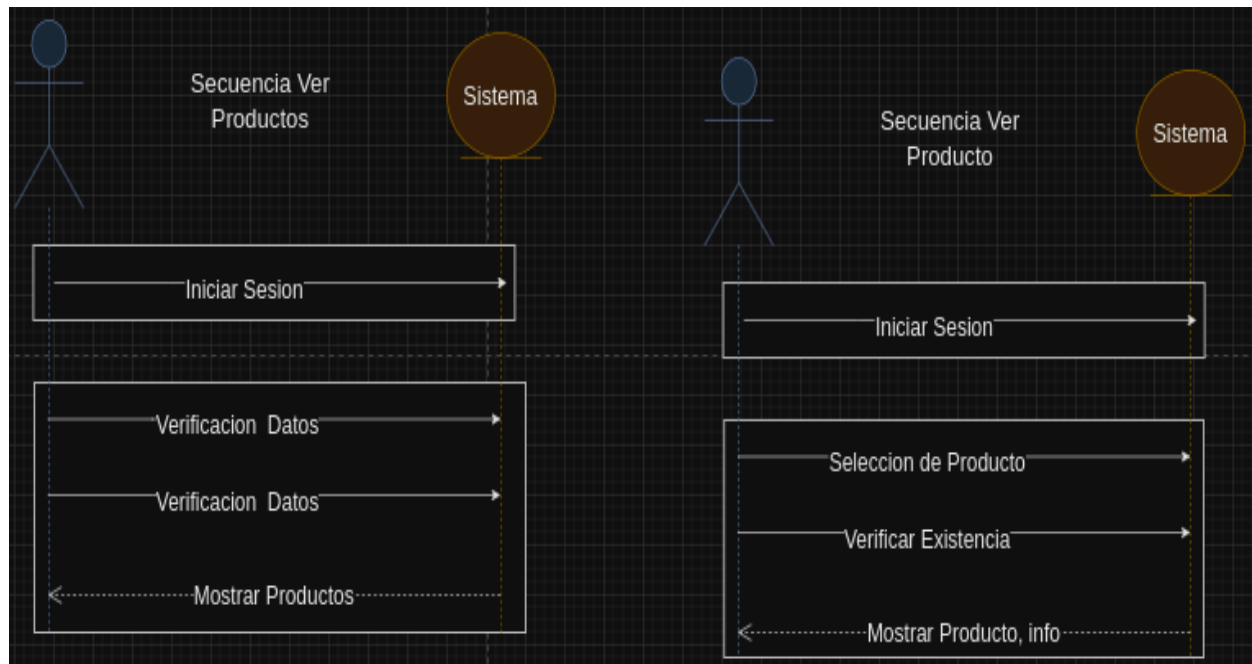 Secuencia Ver
Productos
Sistema
Iniciar Sesion
Verificacion Datos
Verificacion Datos
Mostrar Productos
Secuencia Ver
Producto
Sistema
Iniciar Sesion
Seleccion de Producto
Verificar Existencia
Mostrar Producto, info